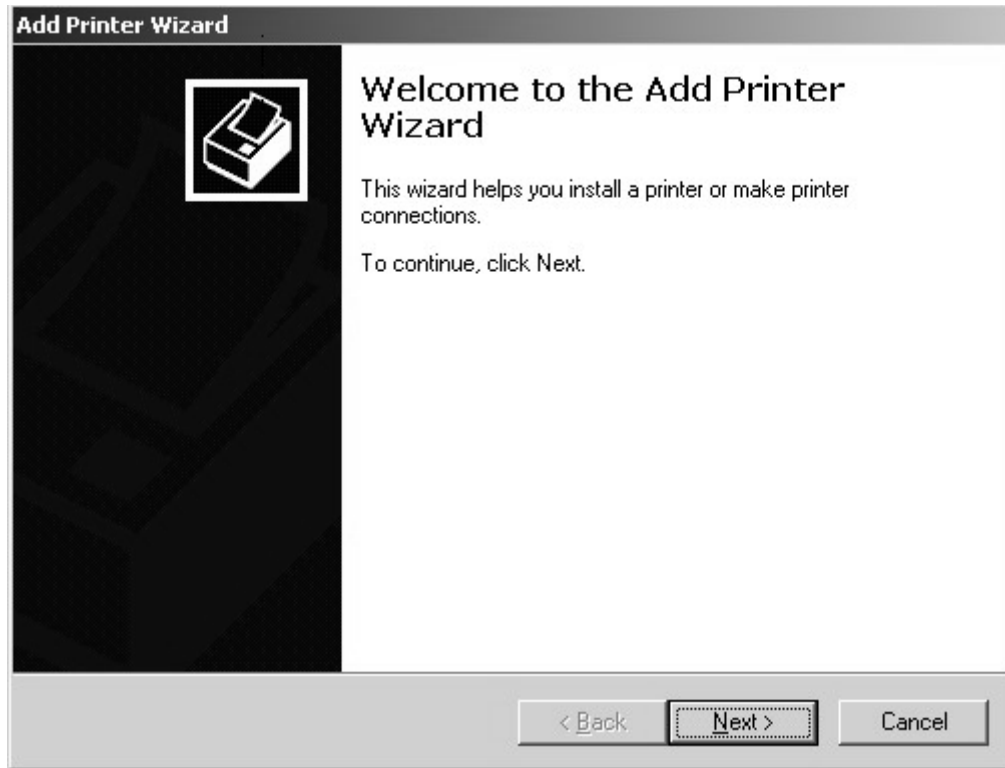 Add Printer Wizard
Welcome to the Add Printer
Wizard
This wizard helps you install a printer or make printer
connections.
To continue, click Next.
< Back
Next >
Cancel